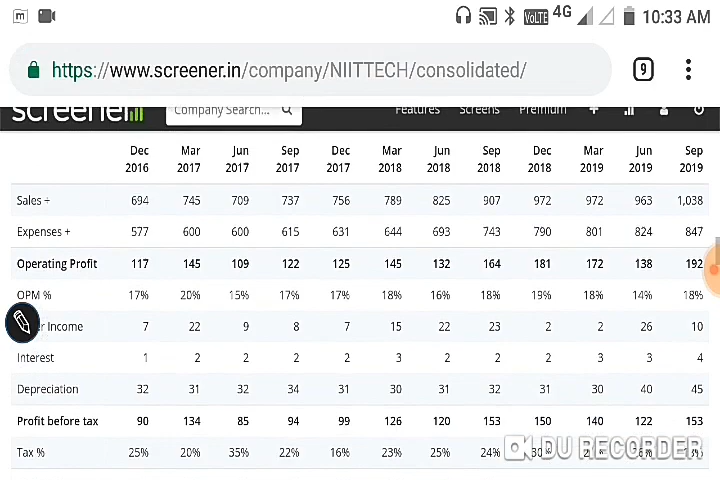 m VoLTE 4G 10:33 AM
https://www.screener.in/company/NIITTECH/consolidated/ 9
screener Company Search... Features Screens Premium +
Dec Mar Jun Sep Dec Mar Jun Sep Dec Mar Jun Sep
2016 2017 2017 2017 2017 2018 2018 2018 2018 2019 2019 2019
Sales + 694 745 709 737 756 789 825 907 972 972 963 1,038
Expenses + 577 600 600 615 631 644 693 743 790 801 824 847
Operating Profit 117 145 109 122 125 145 132 164 181 172 138 192
OPM % 17% 20% 15% 17% 17% 18% 16% 18% 19% 18% 14% 18%
Income 7 22 9 8 7 15 22 23 2 2 26 10
Interest 1 2 2 2 2 3 2 2 2 3 3 4
Depreciation 32 31 32 34 31 30 31 32 31 30 40 45
Profit before tax 90 134 85 94 99 126 120 153 150 140 122 153
Tax % 25% 20% 35% 22% 16% 23% 25% 24%
DU RECORDER